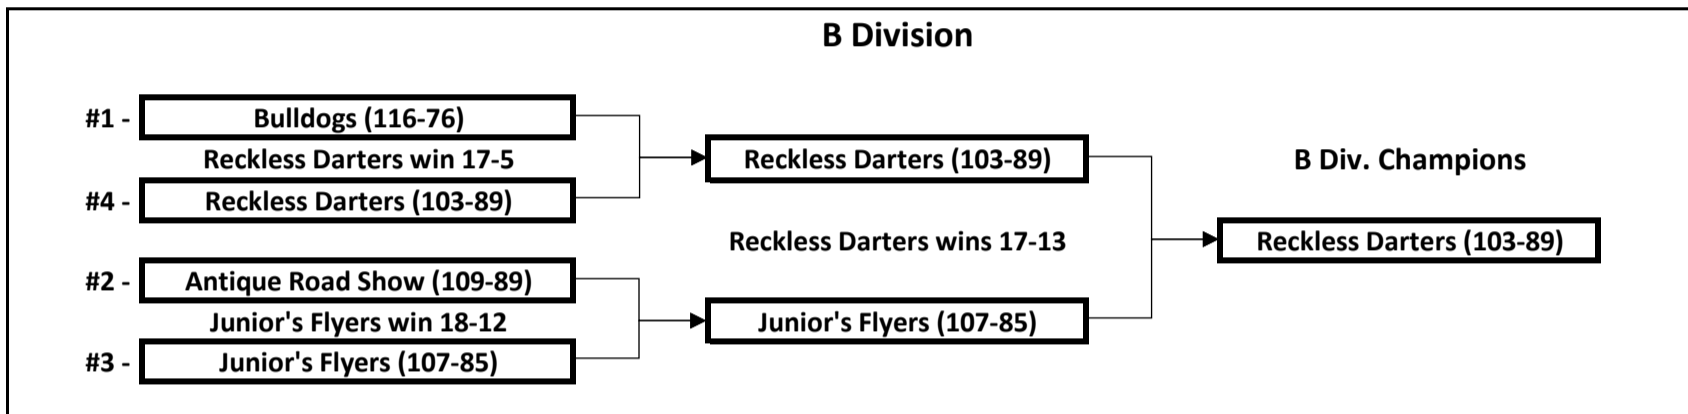 B Division
#1 - Bulldogs (116-76)
Reckless Darters win 17-5
#4 - Reckless Darters (103-89)
#2 - Antique Road Show (109-89)
Junior's Flyers win 18-12
#3 - Junior's Flyers (107-85)
Reckless Darters (103-89)
Reckless Darters wins 17-13
Junior's Flyers (107-85)
B Div. Champions
Reckless Darters (103-89)